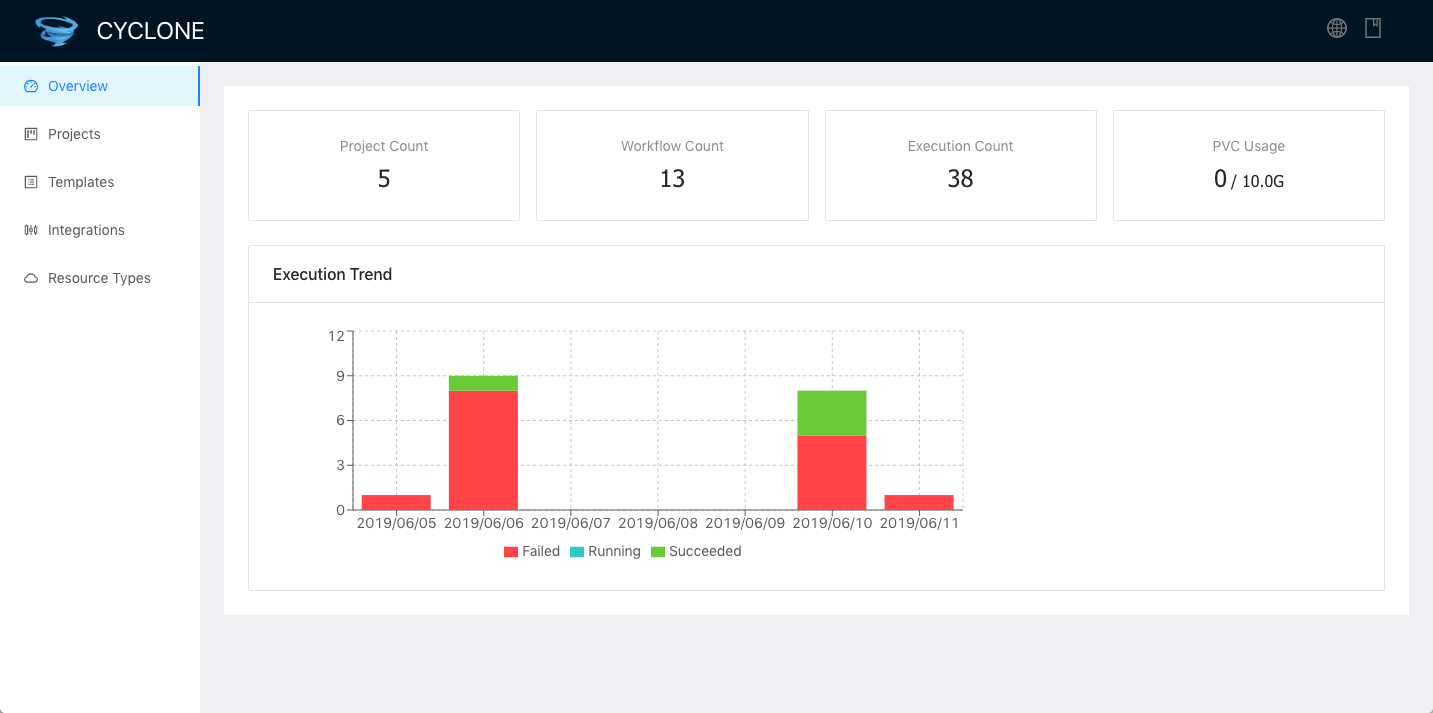 CYCLONE
Overview
Projects
Templates
Integrations
Resource Types
Project Count
5
Workflow Count
13
Execution Count
38
PVC Usage
0 / 10.0G
Execution Trend
12
9
6
3
0
2019/06/05 2019/06/06 2019/06/07 2019/06/08 2019/06/09 2019/06/10 2019/06/11
Failed Running Succeeded